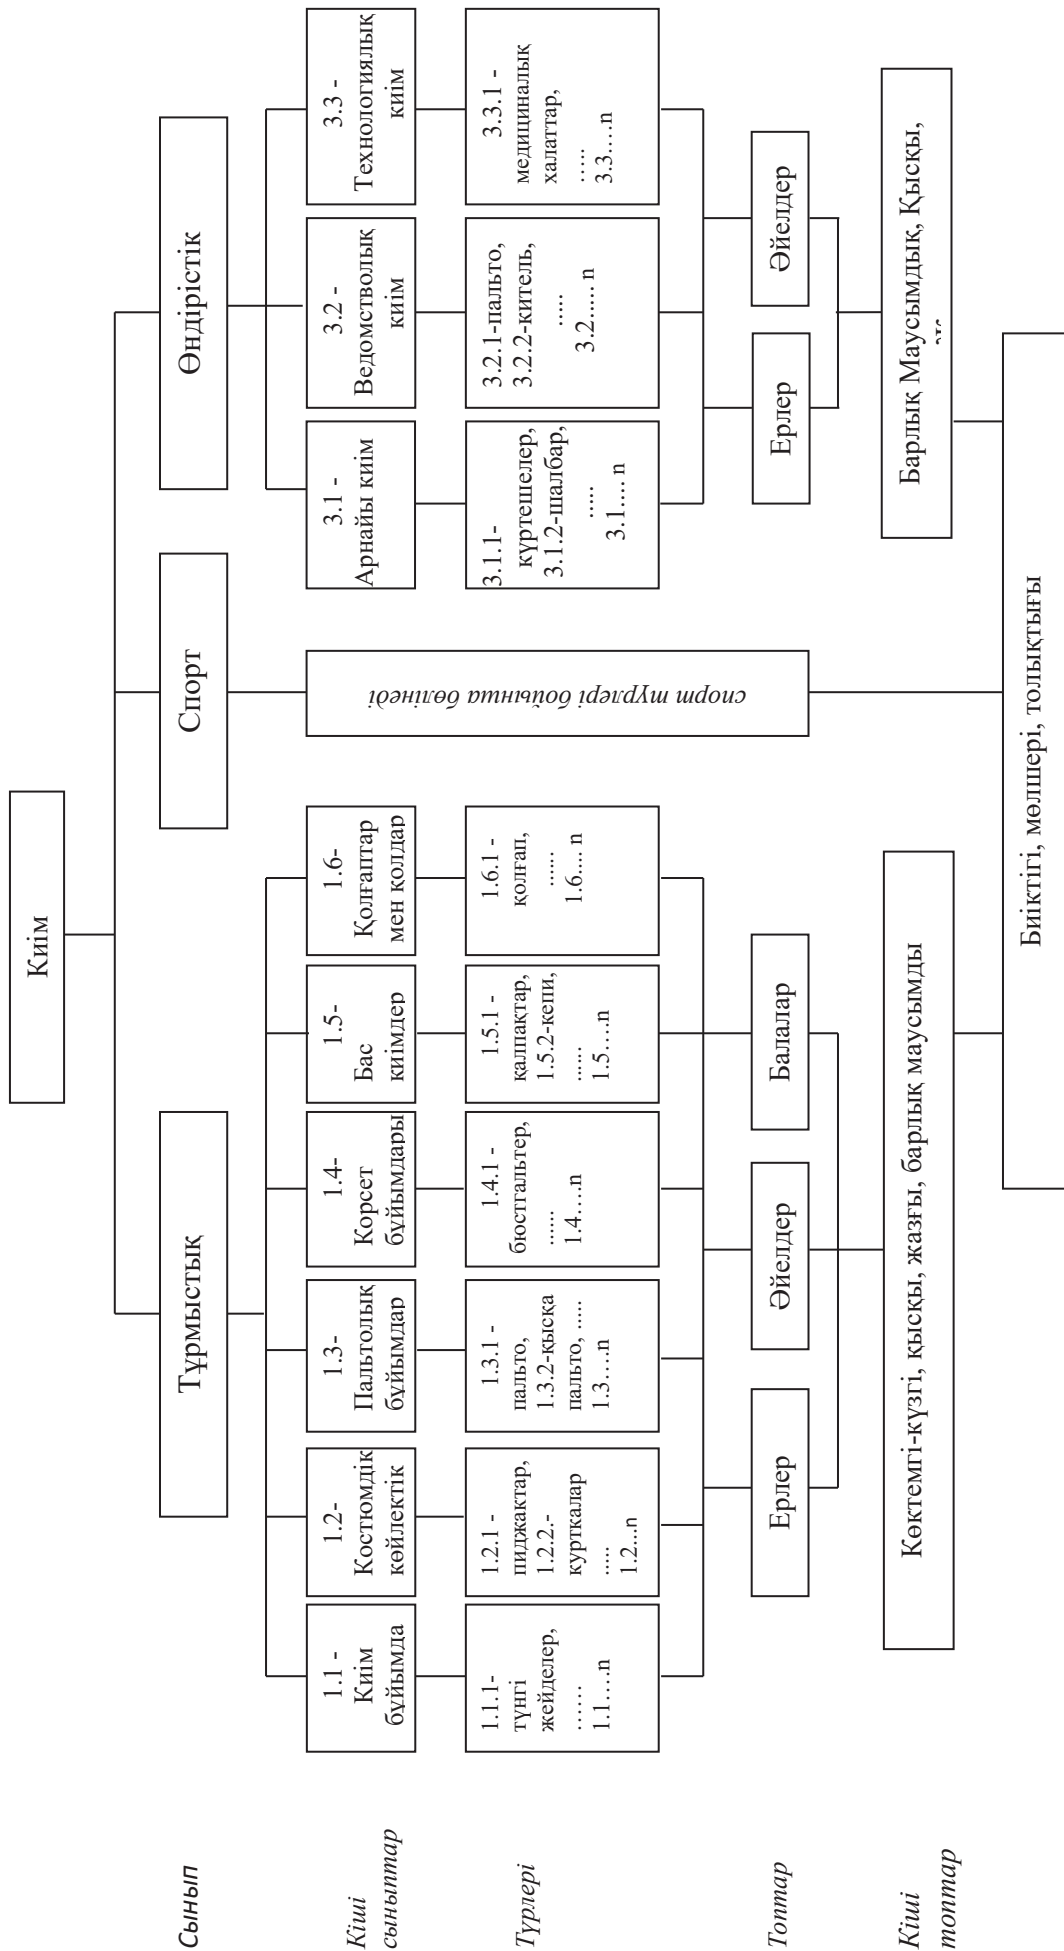 Киім
Сынып
Тұрмыстық
Спорт
Өндірістік
Кіші
сыныптар
1.1 -
Киім
бұйымда
1.2-
Костюмдік
көйлектік
1.3-
Пальтолық
бұйымдар
1.4-
Корсет
бұйымдары
1.5-
Бас
киімдер
1.6-
Қолғаптар
мен қолдар
спорт түрлері бойынша бөлінеді
3.1 -
Арнайы киім
3.2 -
Ведомстволық
киім
3.3 -
Технологиялық
киім
Түрлері
1.1.1-
түнгі
жейделер,
……
1.1….n
1.2.1 -
пиджактар,
1.2.2.-
курткалар
.....
1.2...n
1.3.1 -
пальто,
1.3.2-қысқа
пальто, .....
1.3….n
1.4.1 -
бюстгальтер,
......
1.4….n
1.5.1 -
қалпақтар,
1.5.2-кепи,
......
1.5….n
1.6.1 -
қолғап,
......
1.6.... n
3.1.1-
күртешелер,
3.1.2-шалбар,
.....
3.1.... n
3.2.1-пальто,
3.2.2-китель,
.....
3.2..... n
3.3.1 -
медициналық
халаттар,
.....
3.3.…n
Топтар
Ерлер
Әйелдер
Балалар
Ерлер
Әйелдер
Кіші
топтар
Көктемгі-күзгі, қысқы, жазғы, барлық маусымды
Барлық Маусымдық, Қысқы,
Биіктігі, мөлшері, толықтығы